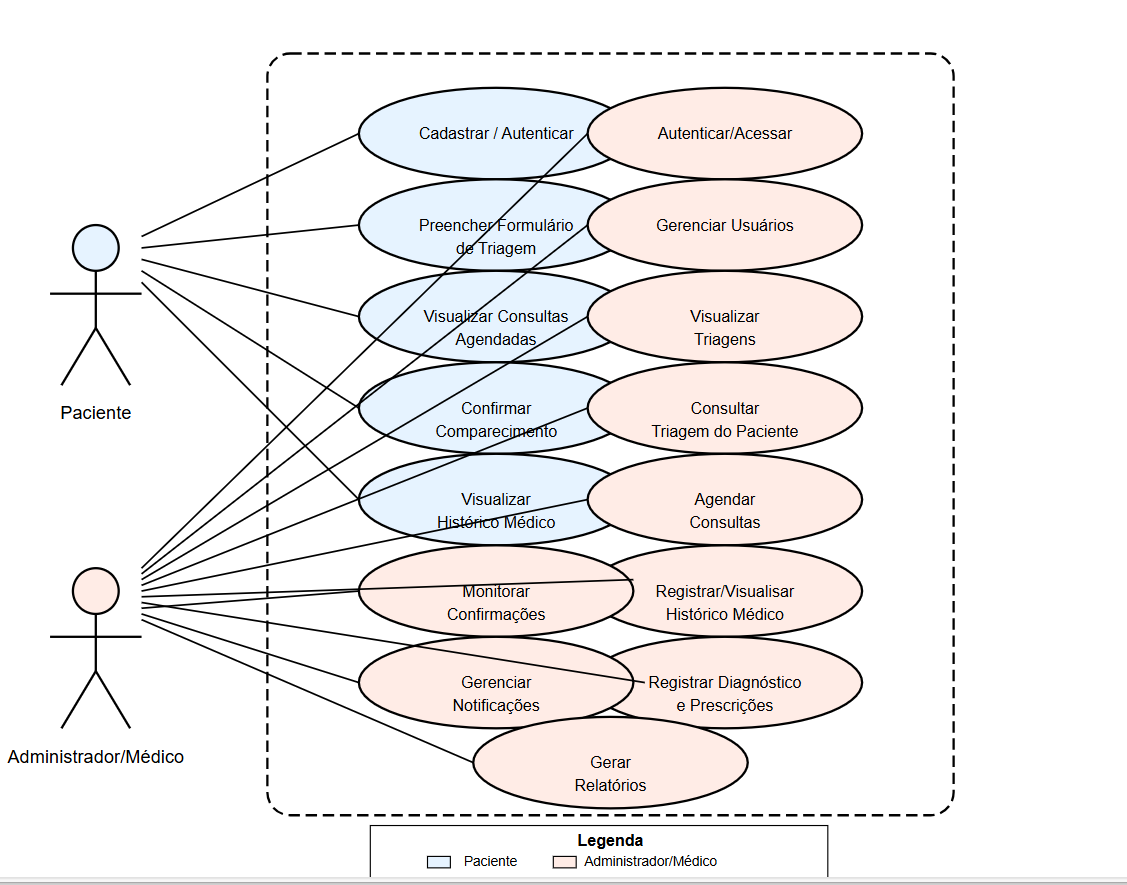 Cadastrar / Autenticar
Autenticar/Acessar
Preencher Formulário
de Triagem
Gerenciar Usuários
Visualizar Consultas
Agendadas
Visualizar
Triagens
Confirmar
Comparecimento
Consultar
Triagem do Paciente
Visualizar
Histórico Médico
Agendar
Consultas
Monitorar
Confirmações
Registrar/Visualisar
Histórico Médico
Gerenciar
Notificações
Registrar Diagnóstico
e Prescrições
Gerar
Relatórios
Paciente
Administrador/Médico
Legenda
Paciente
Administrador/Médico